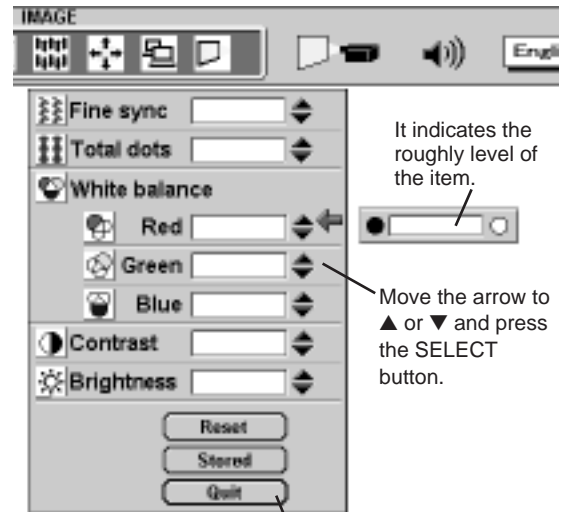 IMAGE
Fine sync
Total dots
White balance
Red
Green
Blue
Contrast
Brightness
Reset
Stored
Quit
It indicates the
roughly level of
the item.
Move the arrow to
▲ or ▼ and press
the SELECT
button.